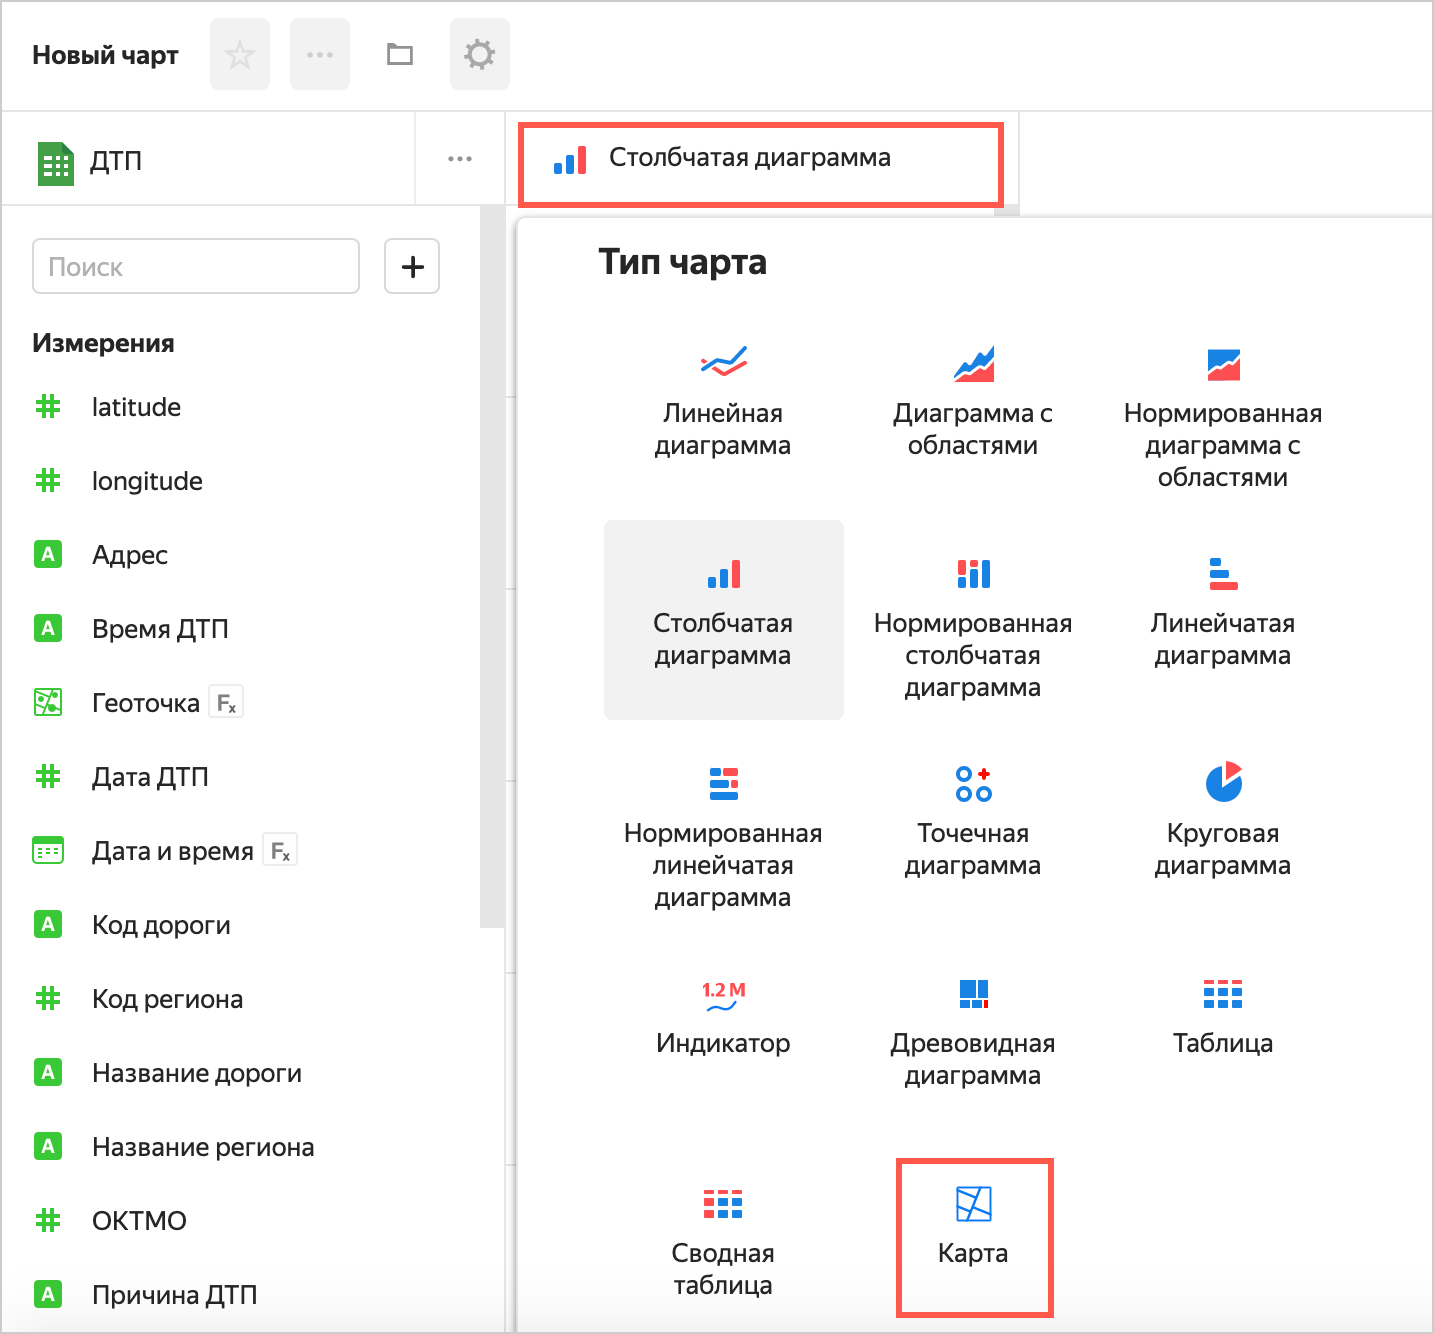 Новый чарт
ДТП
Столбчатая диаграмма
Поиск
Измерения
latitude
longitude
A Адрес
A Время ДТП
Геоточка Fx
Дата ДТП
Дата и время Fx
A Код дороги
Код региона
A Название дороги
A Название региона
ОКТМО
A Причина ДТП
Тип чарта
Линейная
диаграмма
Диаграмма с
областями
Нормированная
диаграмма с
областями
Столбчатая
диаграмма
Нормированная
столбчатая
диаграмма
Линейчатая
диаграмма
Нормированная
линейчатая
диаграмма
Точечная
диаграмма
Круговая
диаграмма
1.2 M
Индикатор
Древовидная
диаграмма
Таблица
Сводная
таблица
Карта